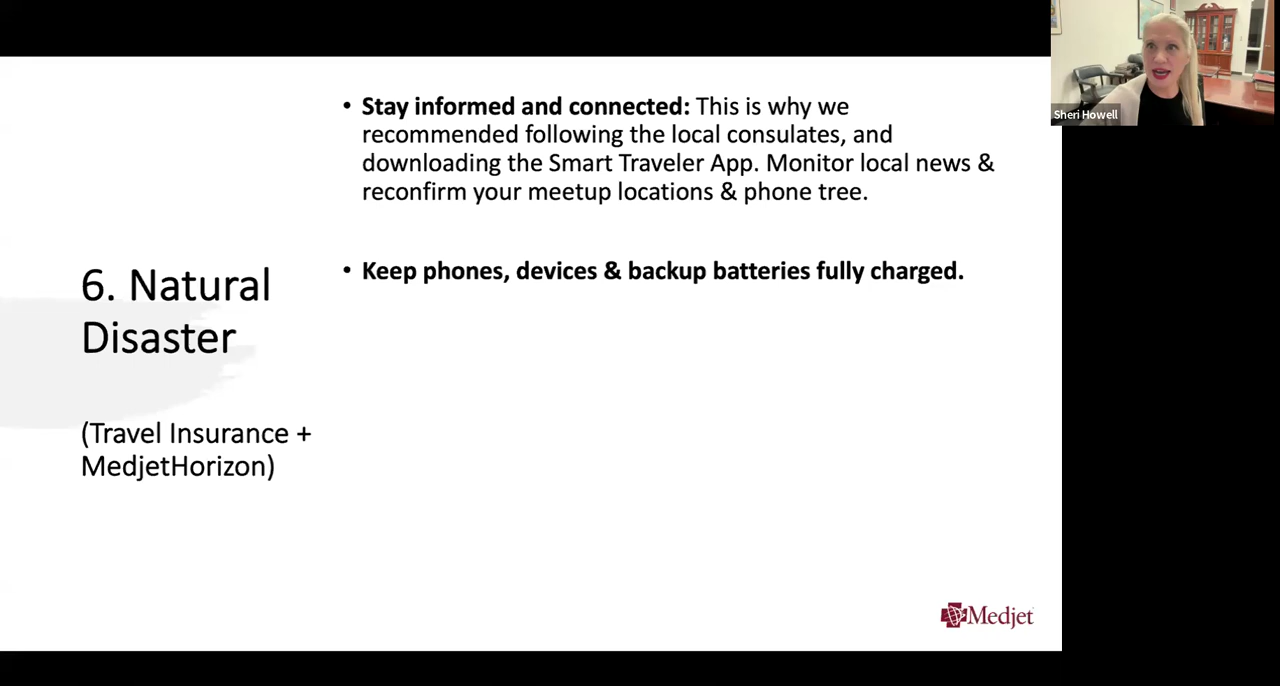 Sheri Howell
• Stay informed and connected: This is why we
recommended following the local consulates, and
downloading the Smart Traveler App. Monitor local news &
reconfirm your meetup locations & phone tree.
• Keep phones, devices & backup batteries fully charged.
6. Natural
Disaster
(Travel Insurance +
MedjetHorizon)
Medjet